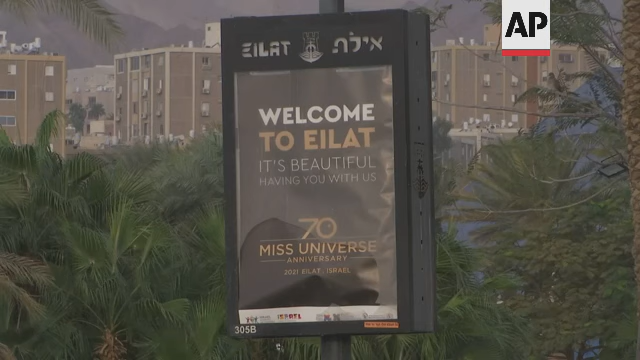 AP
EILAT אילת
WELCOME
TO EILAT
IT'S BEAUTIFUL
HAVING YOU WITH US
70
MISS UNIVERSE
ANNIVERSARY
2021 EILAT, ISRAEL
ISREL
305B